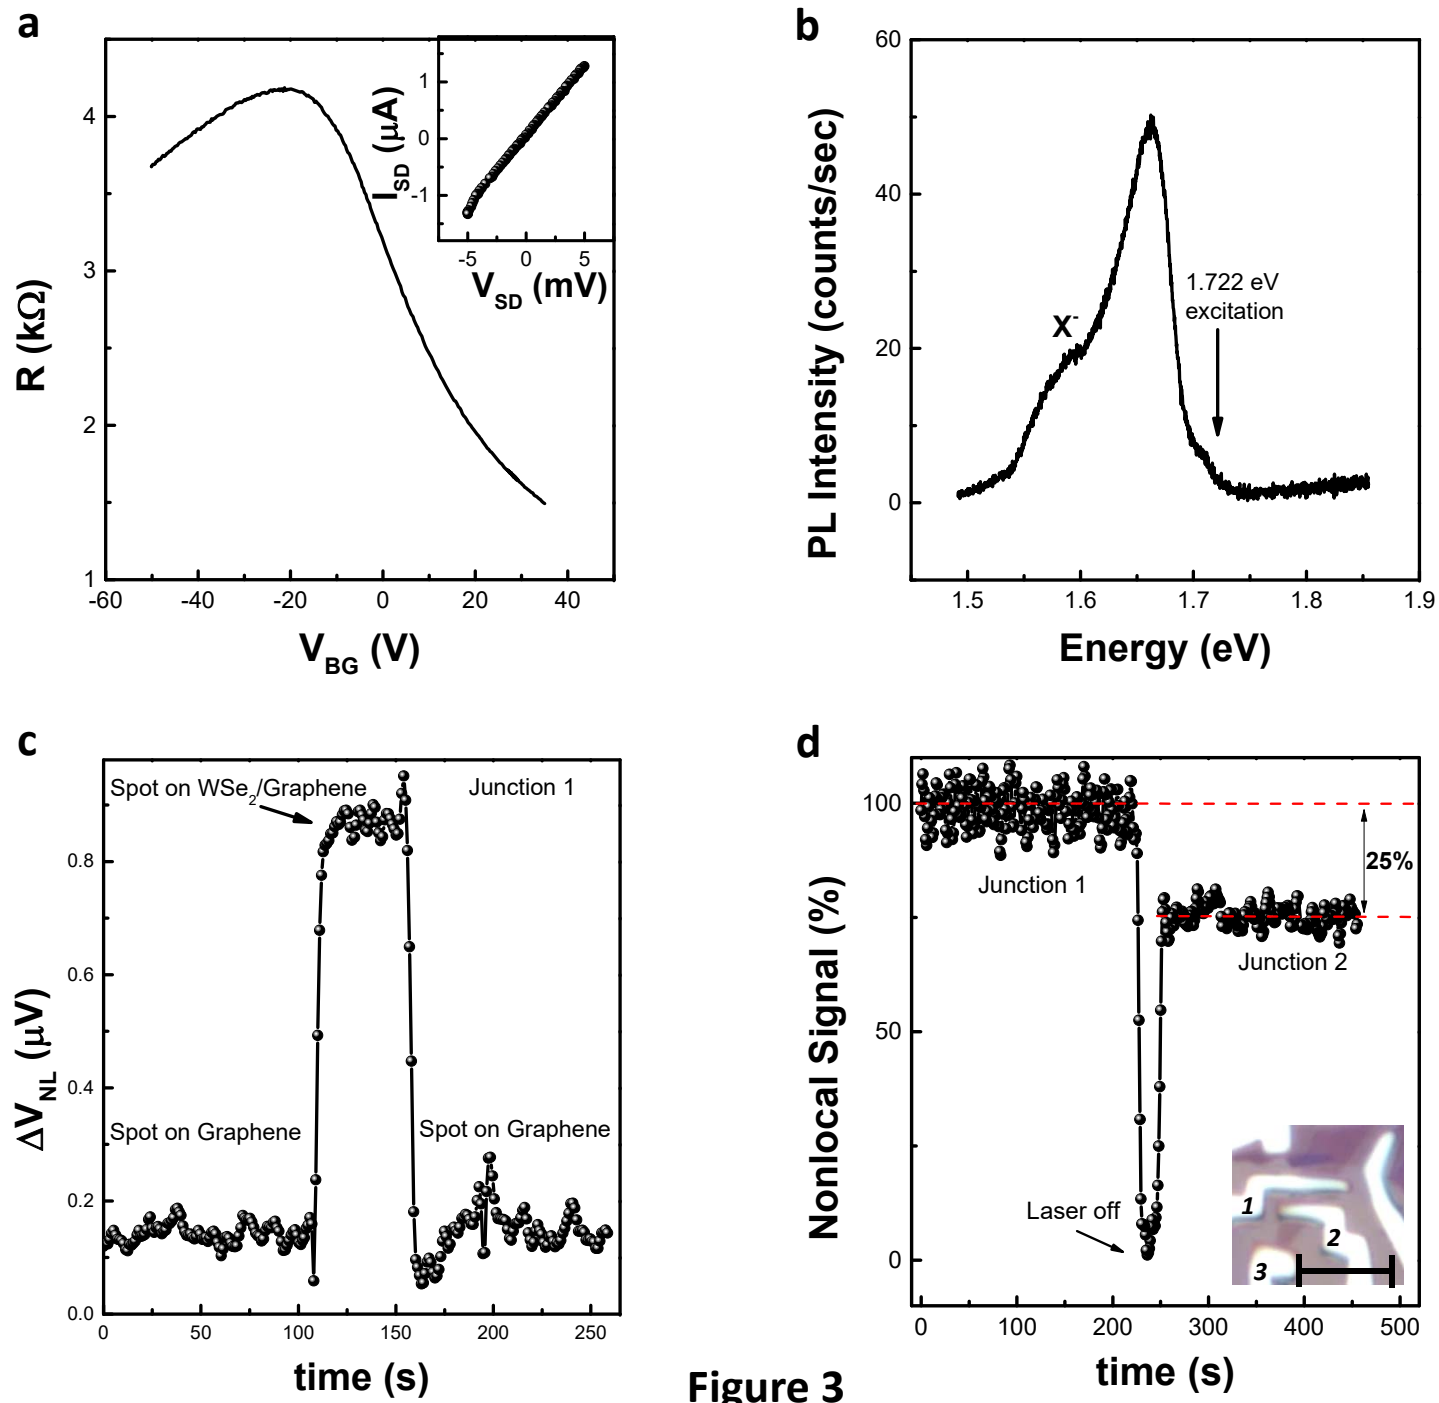 a
I_SD (μA)
1
0
-1
-5 0 5
V_SD (mV)
R (kΩ)
4
3
2
1
-60 -40 -20 0 20 40
V_BG (V)
b
PL Intensity (counts/sec)
60
40
20
0
X⁻
1.722 eV
excitation
1.5 1.6 1.7 1.8 1.9
Energy (eV)
c
Spot on WSe₂/Graphene
Junction 1
ΔV_NL (μV)
0.8
0.6
0.4
0.2
0.0
Spot on Graphene
Spot on Graphene
0 50 100 150 200 250
time (s)
d
Nonlocal Signal (%)
100
50
0
25%
Junction 1
Junction 2
Laser off
1
2
3
0 100 200 300 400 500
time (s)
Figure 3